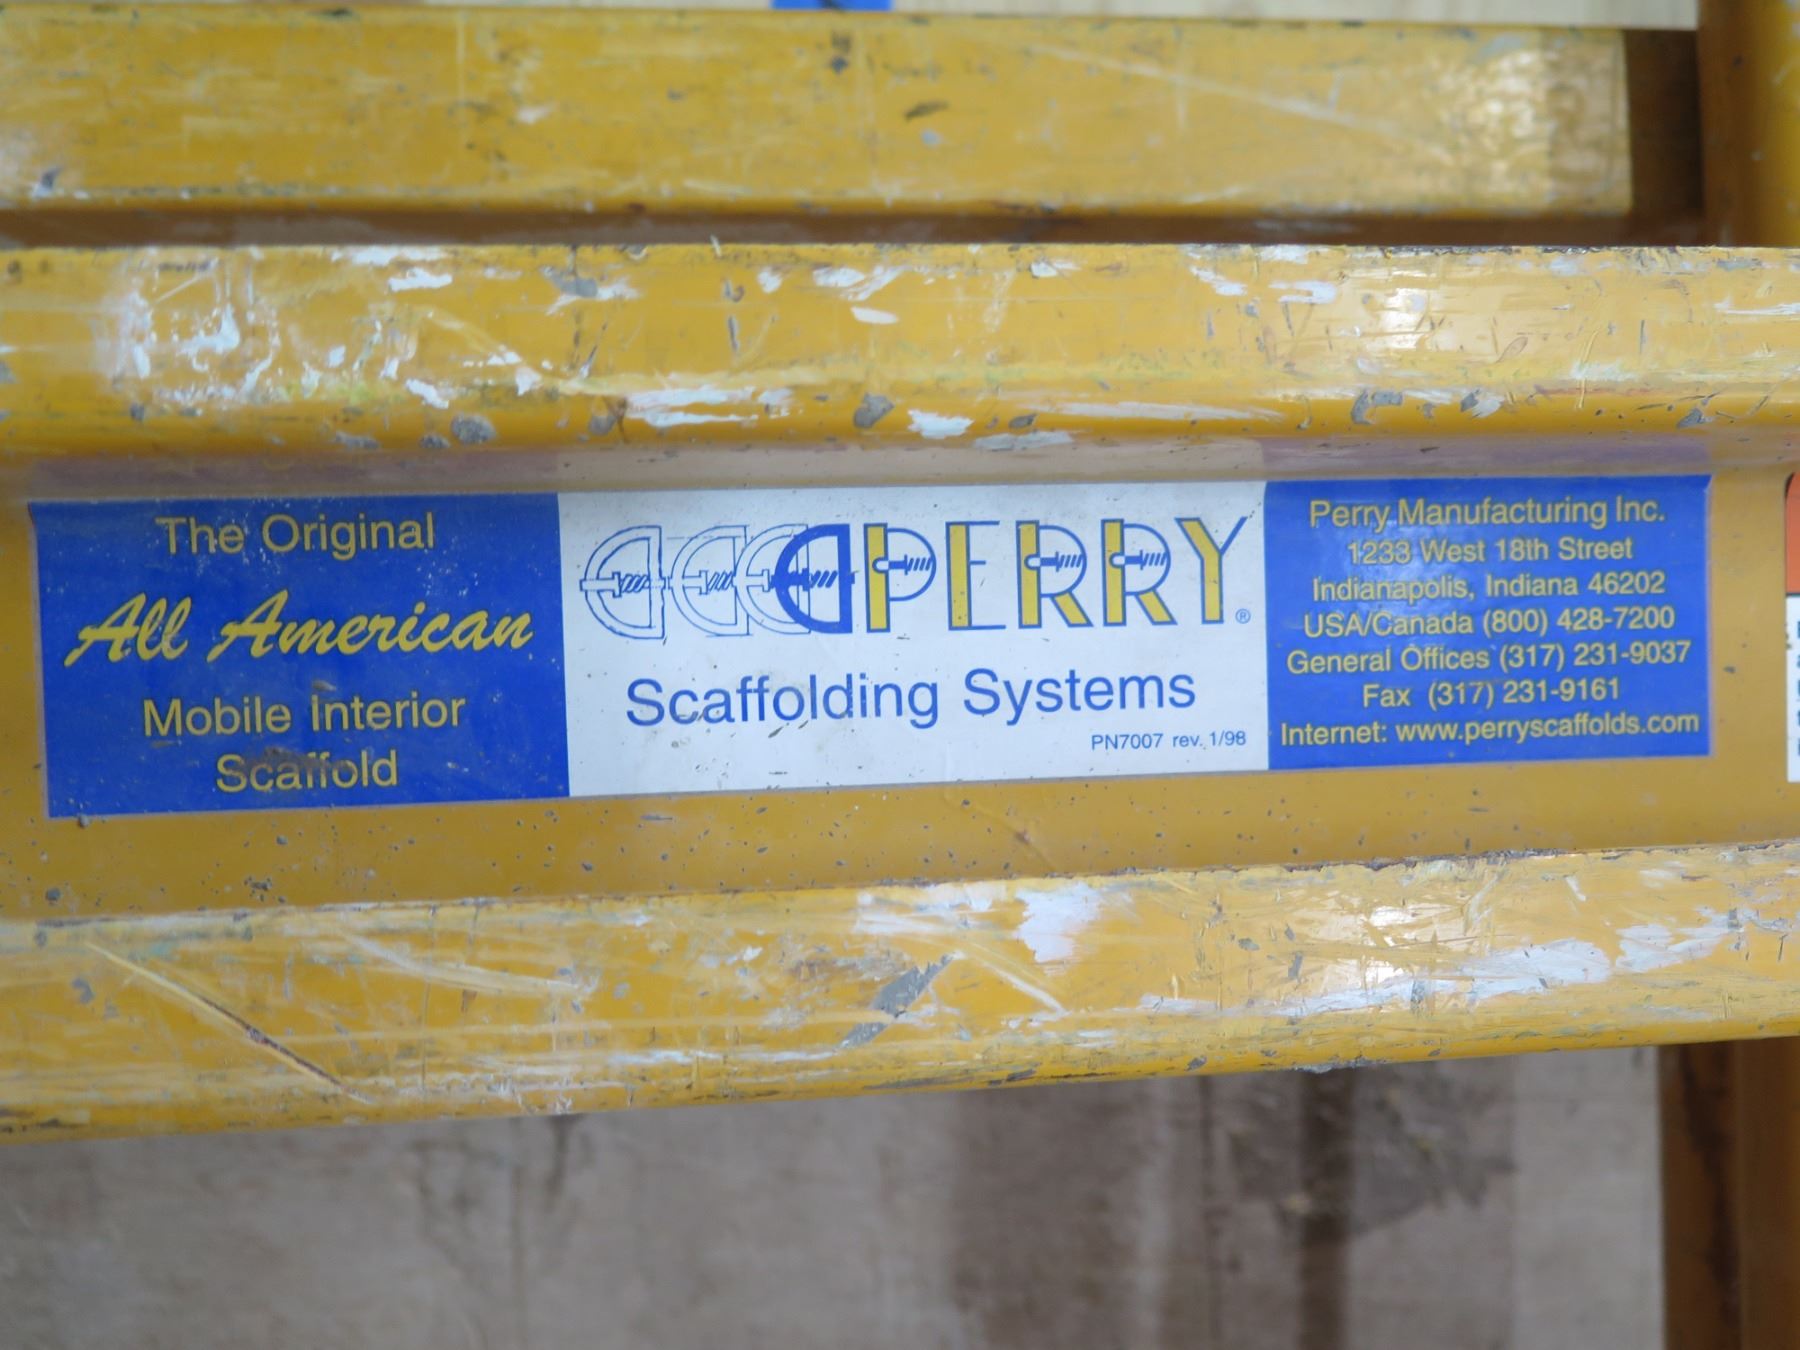 The Original
All American
Mobile Interior
Scaffold
PERRY®
Scaffolding Systems
PN7007 rev. 1/98
Perry Manufacturing Inc.
1233 West 18th Street
Indianapolis, Indiana 46202
USA/Canada (800) 428-7200
General Offices (317) 231-9037
Fax (317) 231-9161
Internet: www.perryscaffolds.com